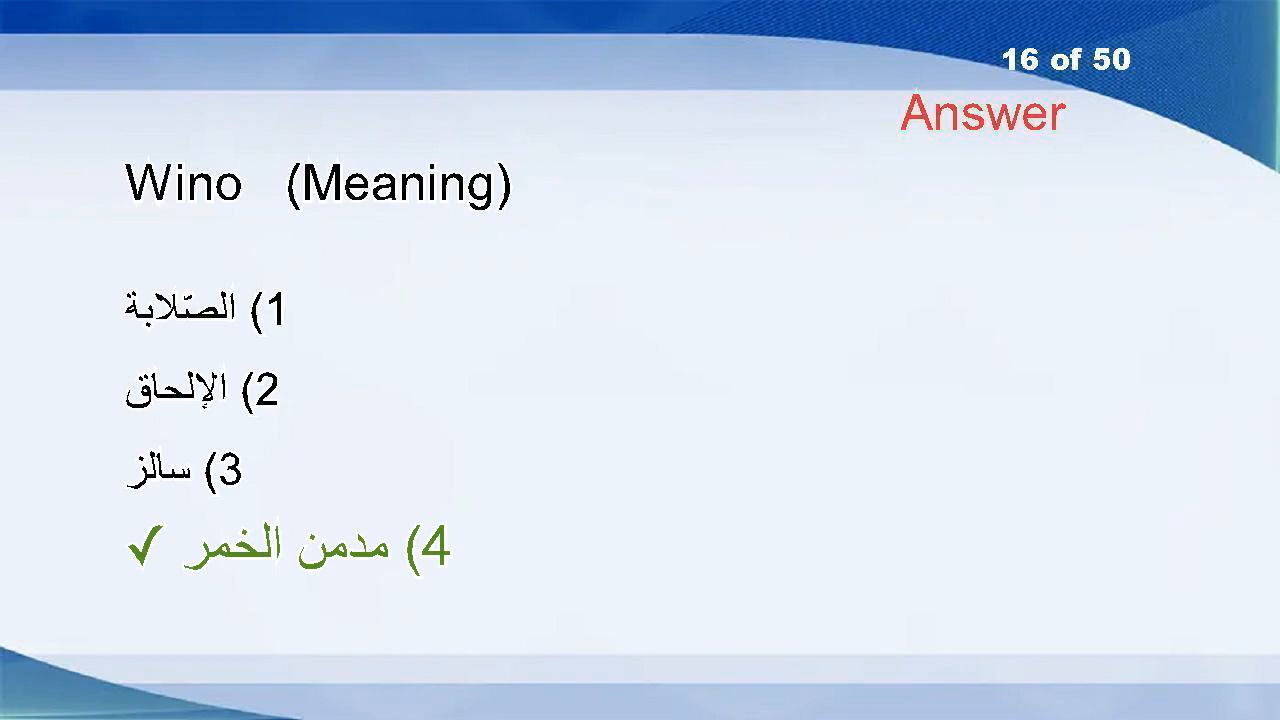 16 of 50
Answer
Wino (Meaning)
1) الصّلابة
2) الإلحاق
3) سالز
4) مدمن الخمر ✓